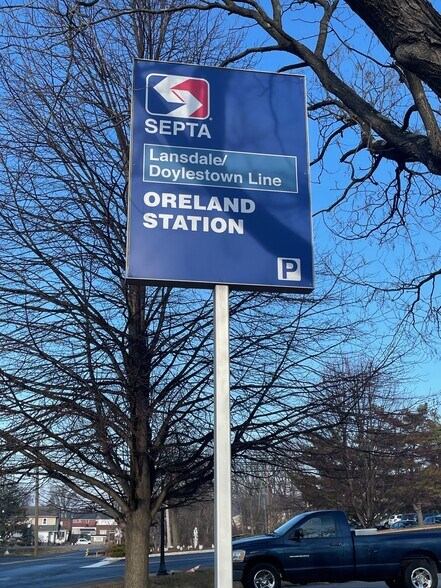 SEPTA
Lansdale/
Doylestown Line
ORELAND
STATION
P